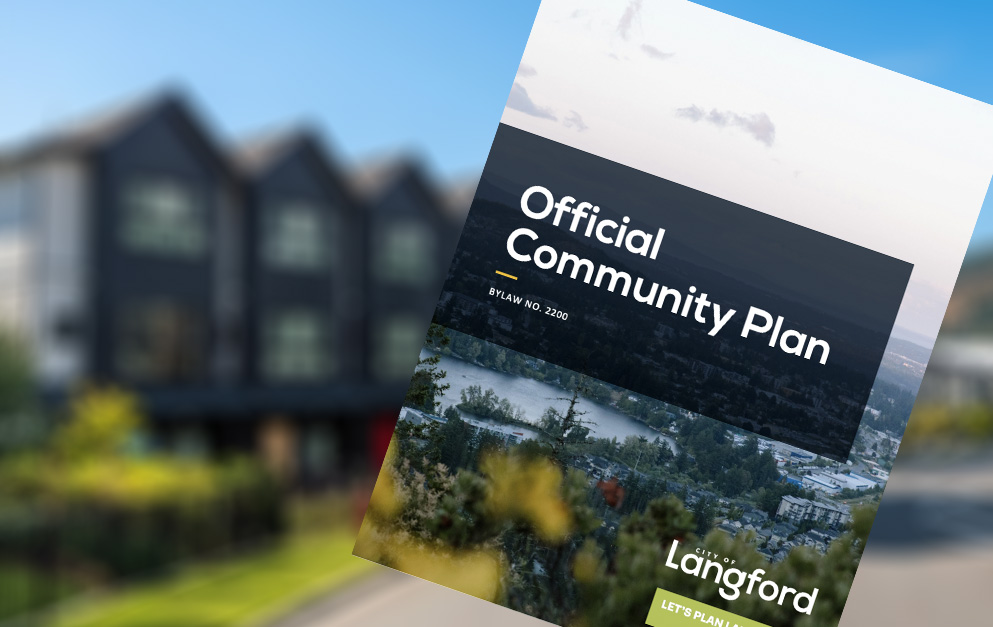 Official
Community Plan
BYLAW NO. 2200
CITY OF
Langford
LET'S PLAN